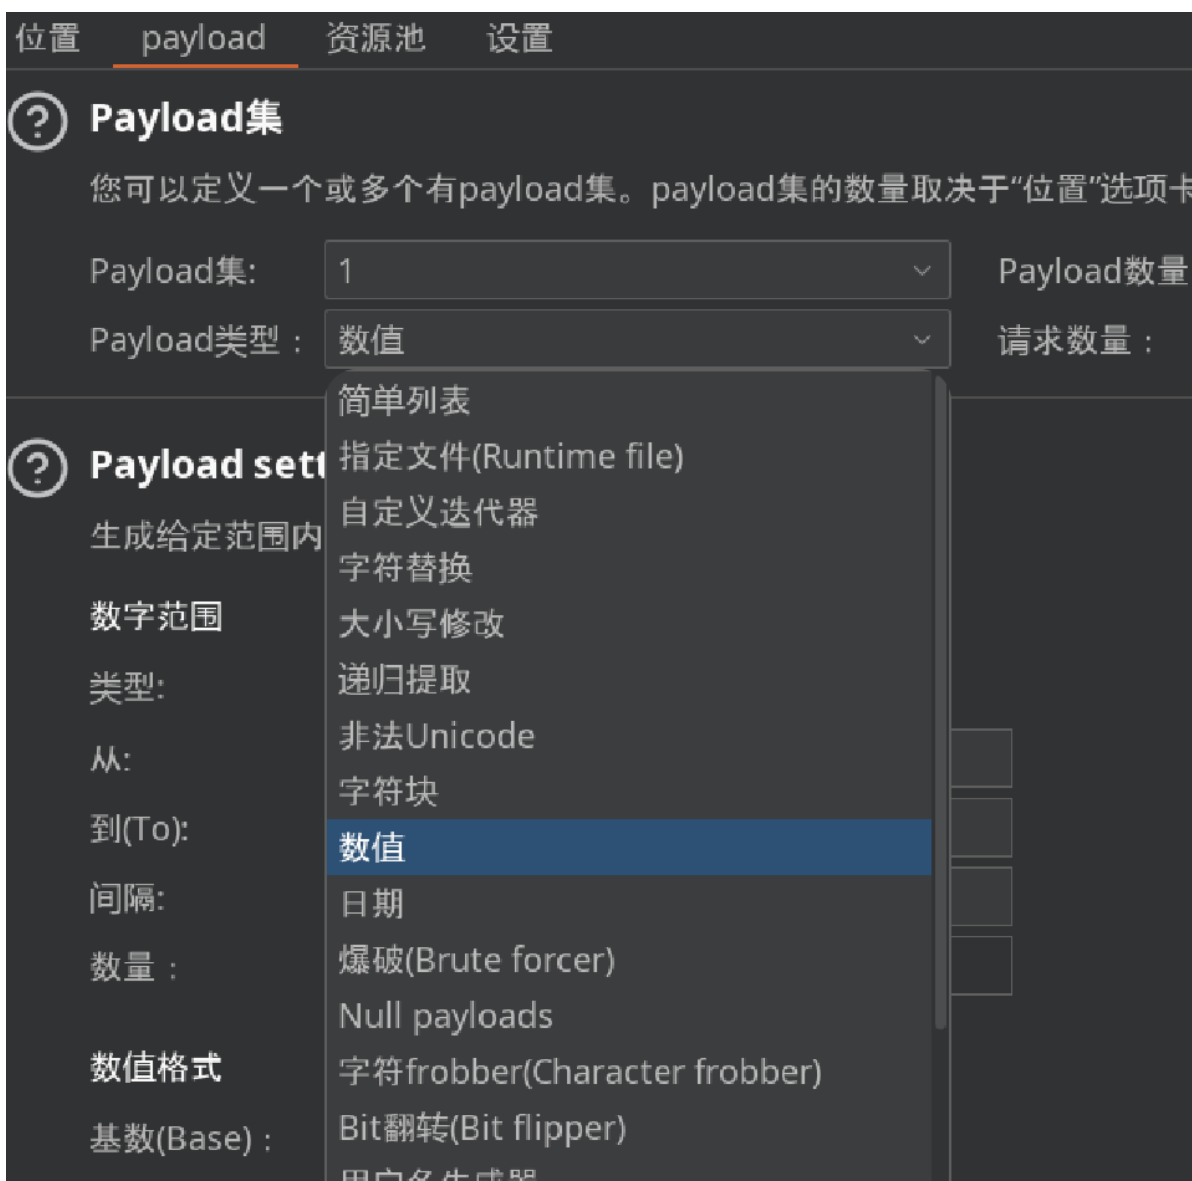 位置 payload 资源池 设置
Payload集
您可以定义一个或多个有payload集。payload集的数量取决于“位置”选项卡
Payload集: 1 Payload数量
Payload类型： 数值 请求数量：
简单列表
指定文件(Runtime file)
自定义迭代器
字符替换
大小写修改
递归提取
非法Unicode
字符块
数值
日期
爆破(Brute forcer)
Null payloads
字符frobber(Character frobber)
Bit翻转(Bit flipper)
用户名生成器
Payload sett
生成给定范围内
数字范围
类型:
从:
到(To):
间隔:
数量：
数值格式
基数(Base)：